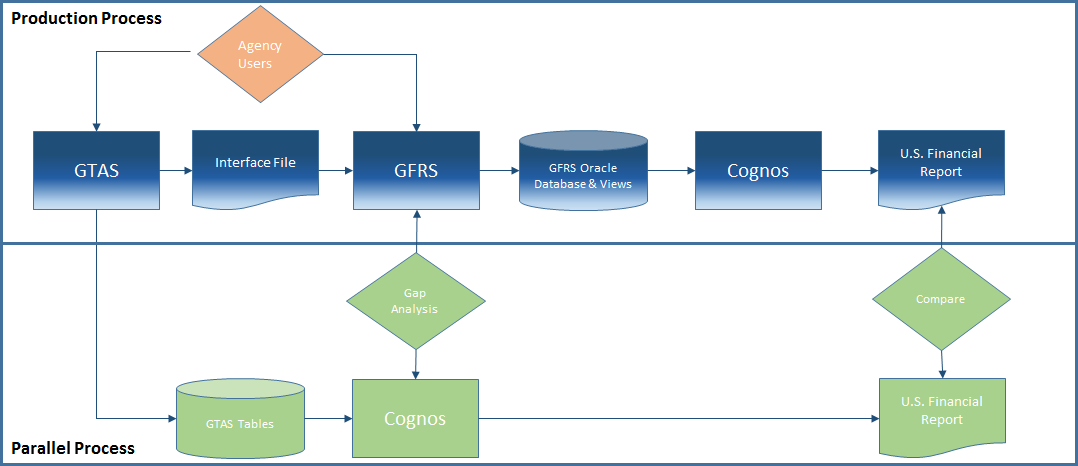 Production Process
Agency
Users
GTAS
Interface File
GFRS
GFRS Oracle
Database & Views
Cognos
U.S. Financial
Report
Gap
Analysis
Compare
GTAS Tables
Cognos
U.S. Financial
Report
Parallel Process